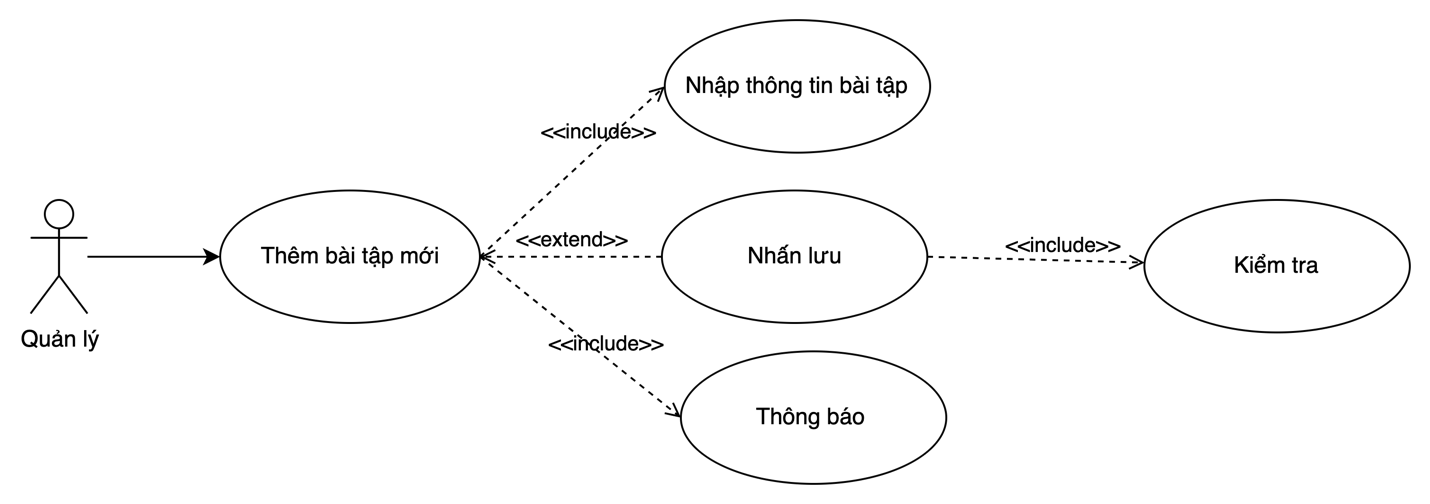 Nhập thông tin bài tập
<<include>>
Thêm bài tập mới
<<extend>>
Nhấn lưu
<<include>>
Kiểm tra
Quản lý
<<include>>
Thông báo